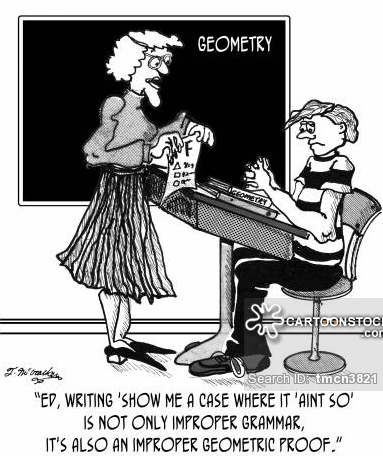 GEOMETRY
F
GEOMETRY
CARTOONSTOCK
.com
Search ID: tmcn3821
"ED, WRITING 'SHOW ME A CASE WHERE IT 'AINT SO'
IS NOT ONLY IMPROPER GRAMMAR,
IT'S ALSO AN IMPROPER GEOMETRIC PROOF."